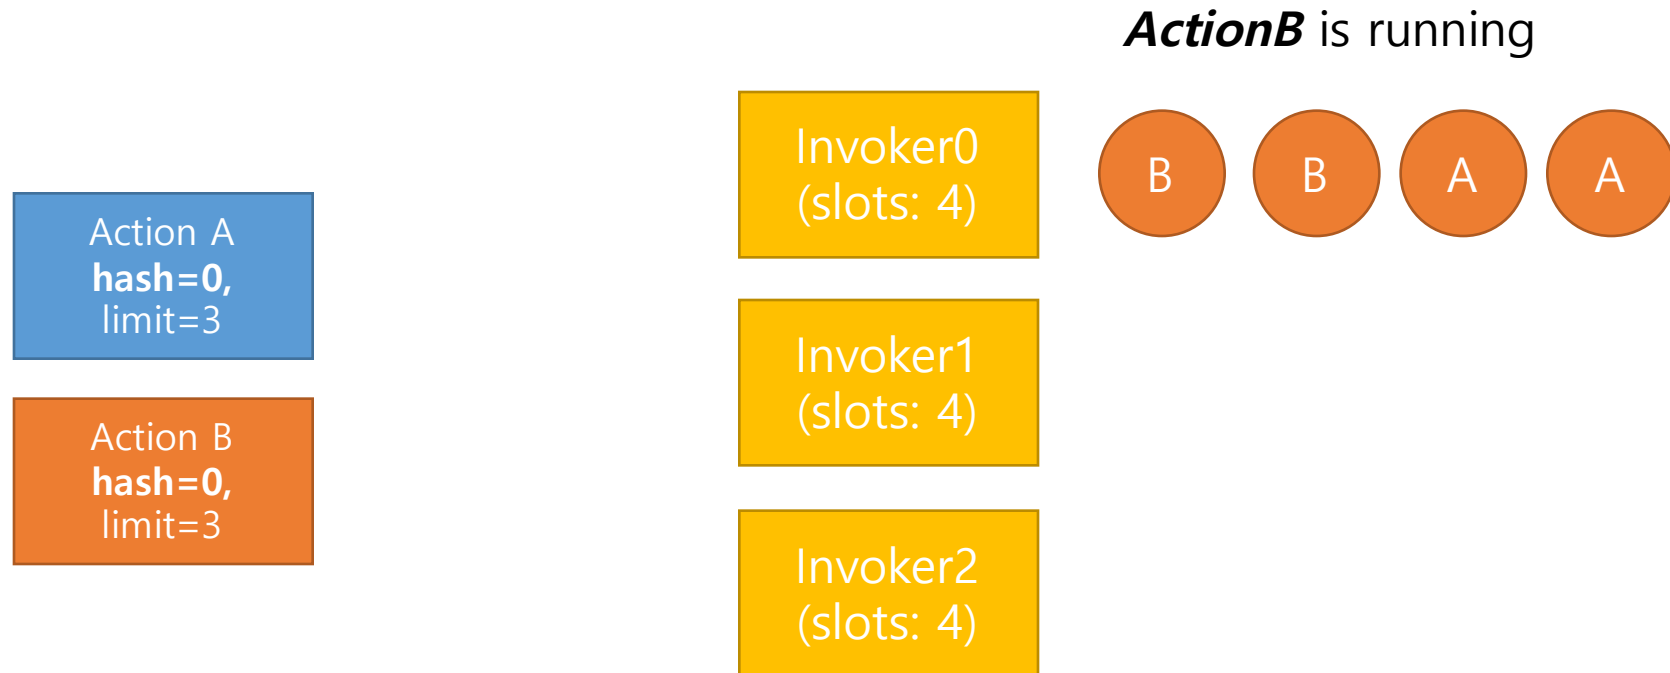 ActionB is running
Action A
hash=0,
limit=3
Action B
hash=0,
limit=3
Invoker0
(slots: 4)
B B A A
Invoker1
(slots: 4)
Invoker2
(slots: 4)